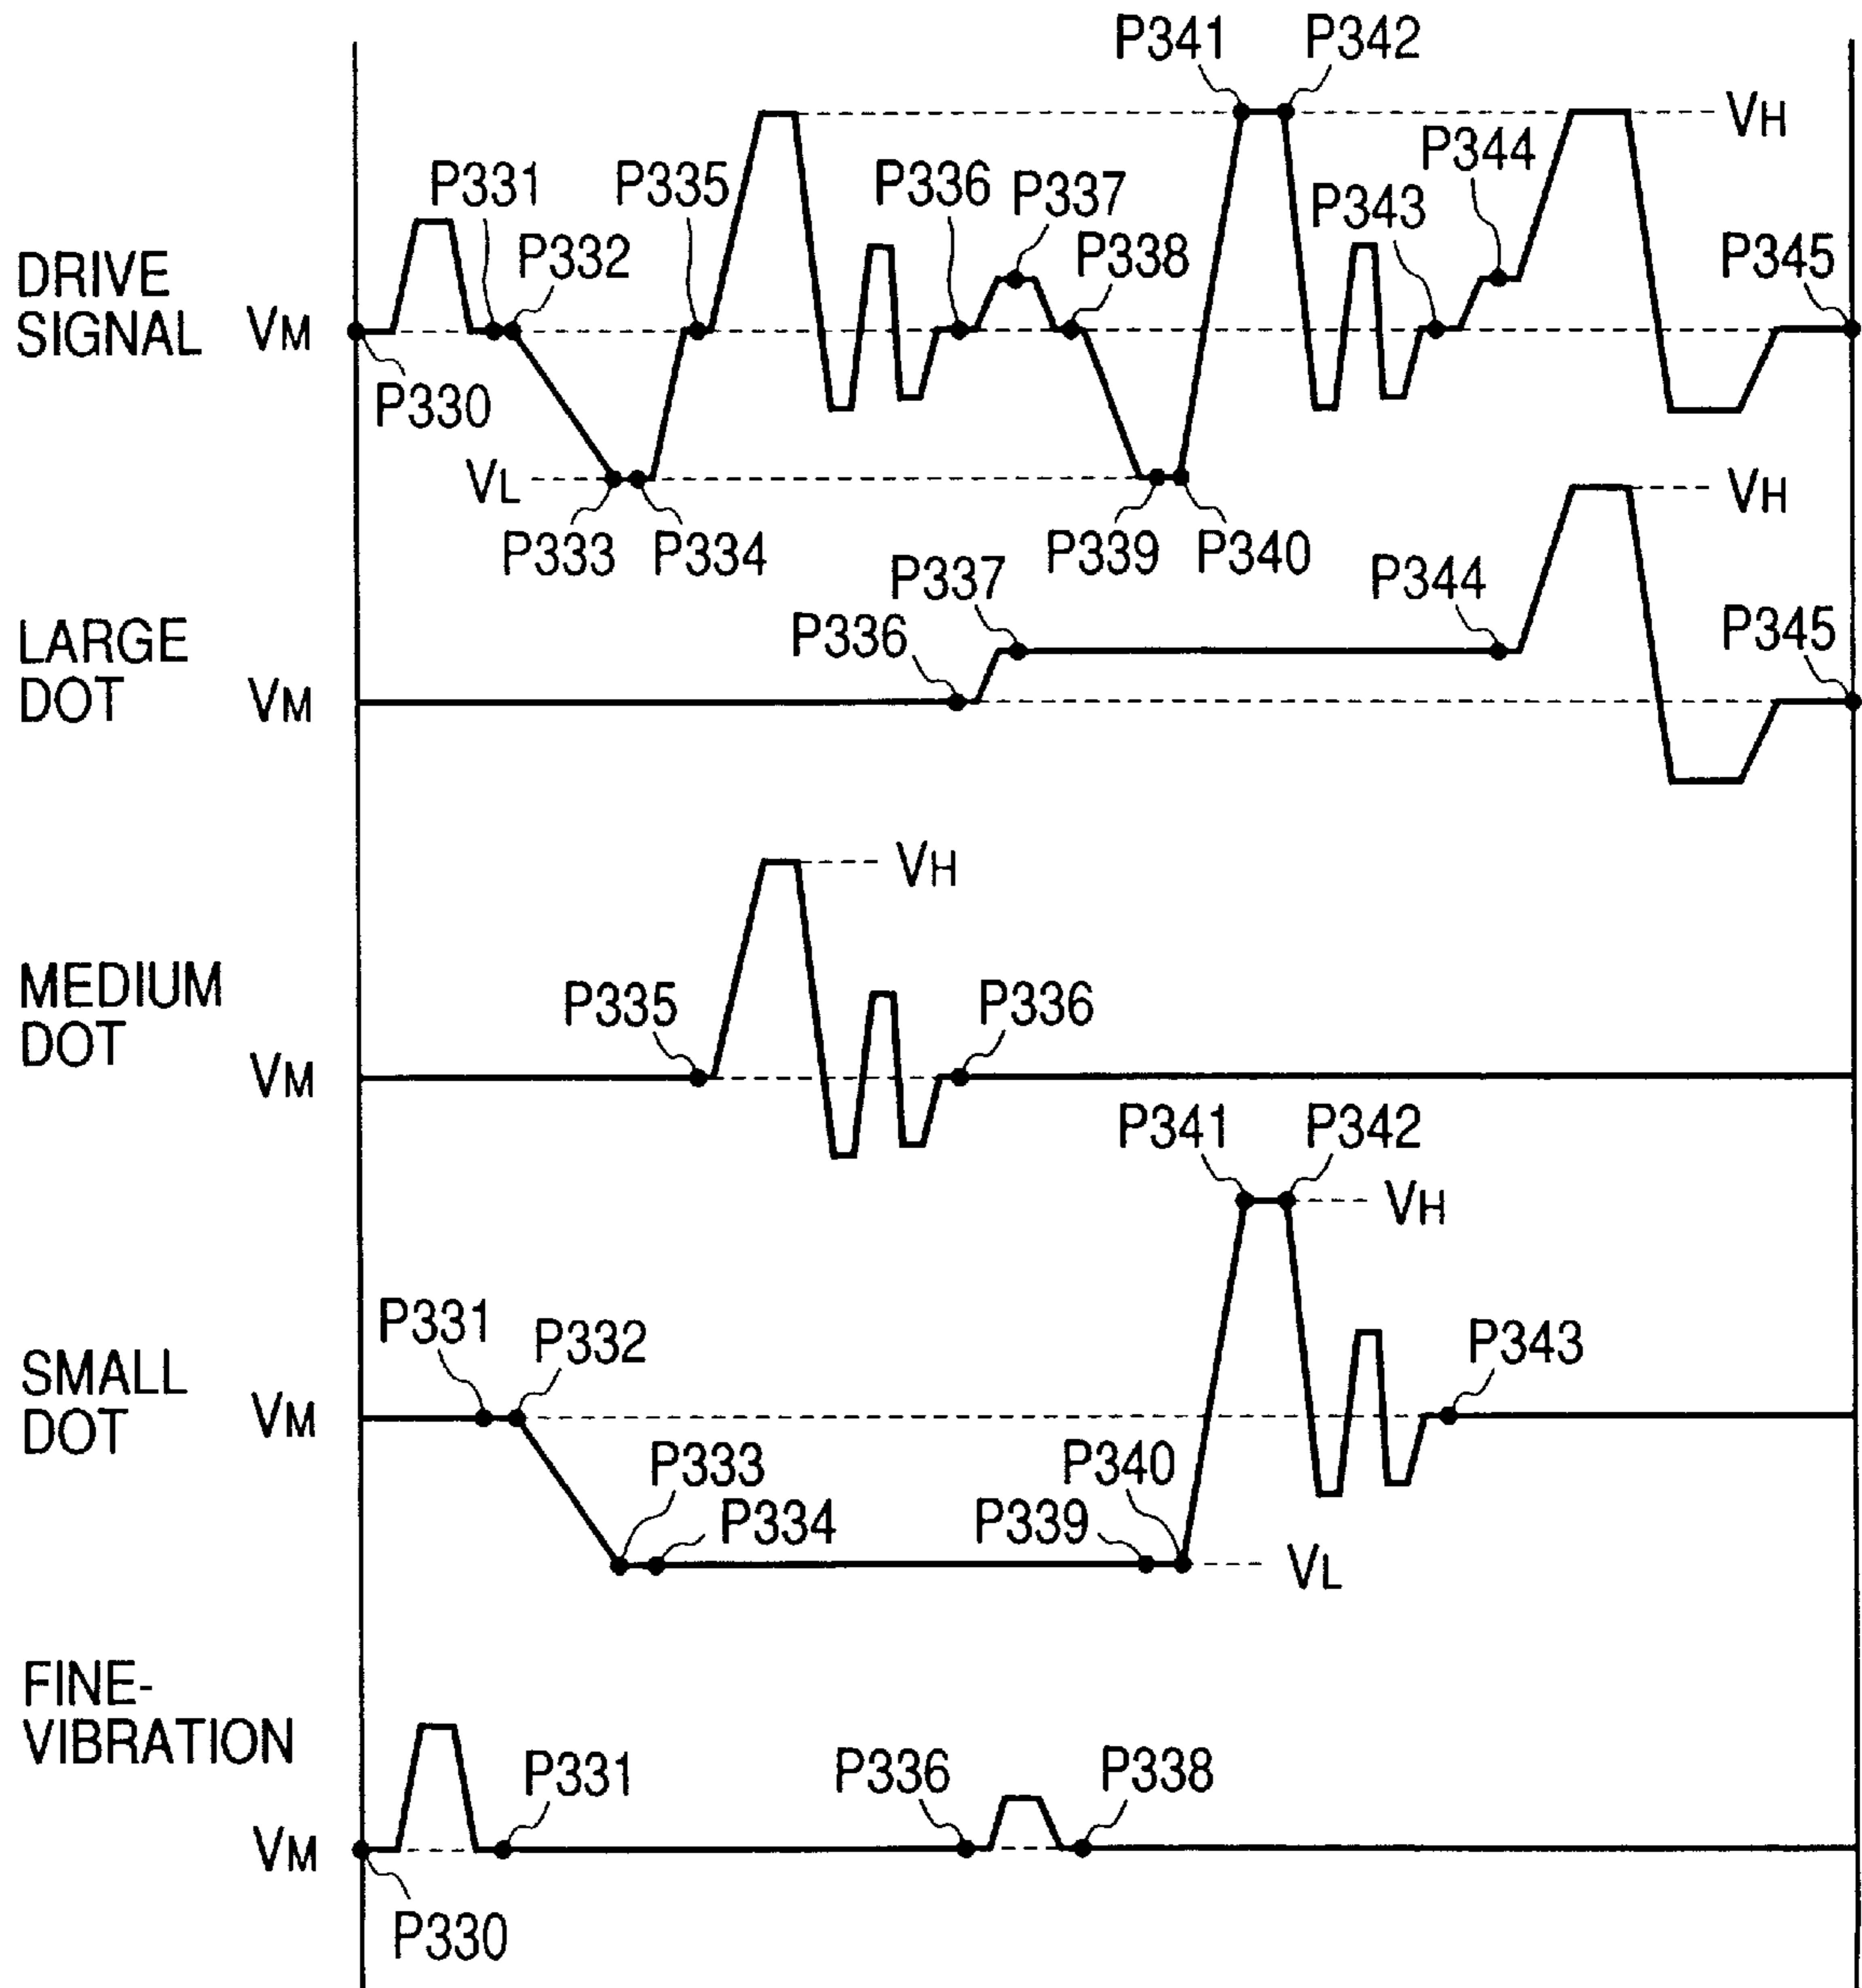 P341 P342
VH
P344
P331 P335 P336 P337
P343
P332 P338 P345
DRIVE
SIGNAL VM
P330
VL
VH
P333 P334 P339 P340
P337 P344
P336 P345
LARGE
DOT VM
VH
MEDIUM
DOT
P335 P336
VM
P341 P342
VH
P331 P332 P343
SMALL
DOT VM
P333 P340
P334 P339
VL
FINE-
VIBRATION
P331 P336 P338
VM
P330